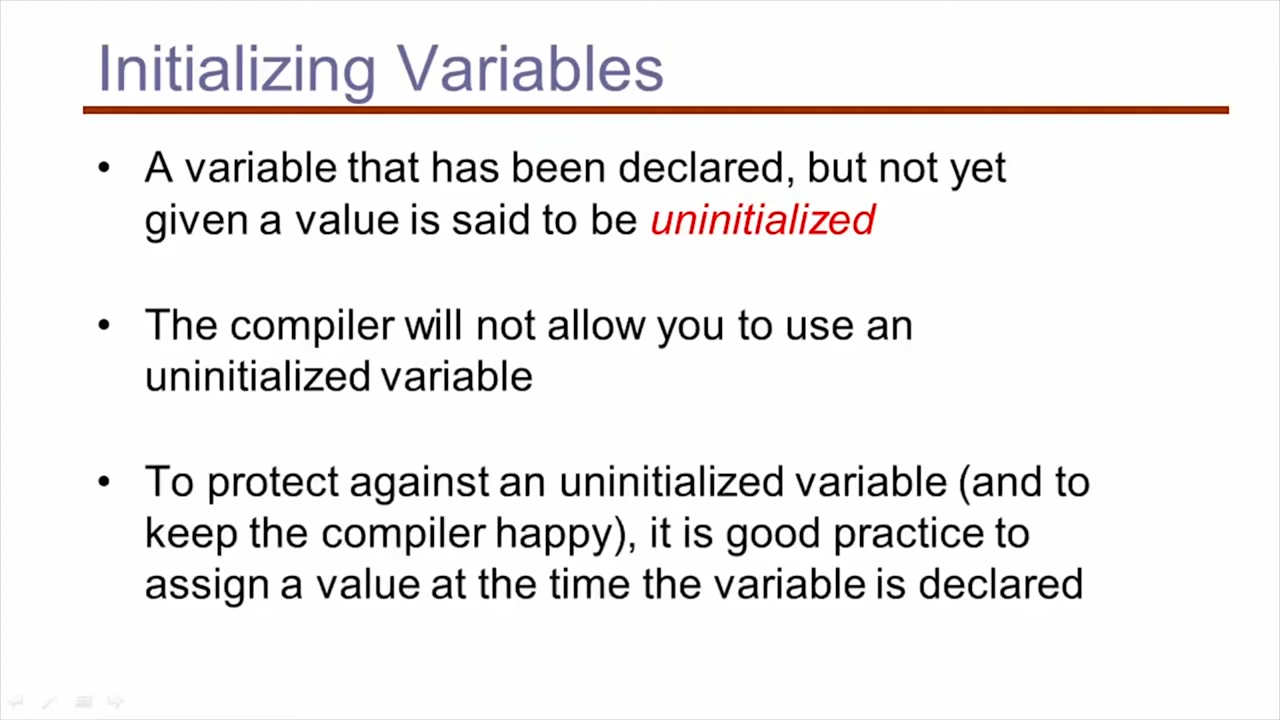 Initializing Variables
• A variable that has been declared, but not yet
given a value is said to be uninitialized
• The compiler will not allow you to use an
uninitialized variable
• To protect against an uninitialized variable (and to
keep the compiler happy), it is good practice to
assign a value at the time the variable is declared